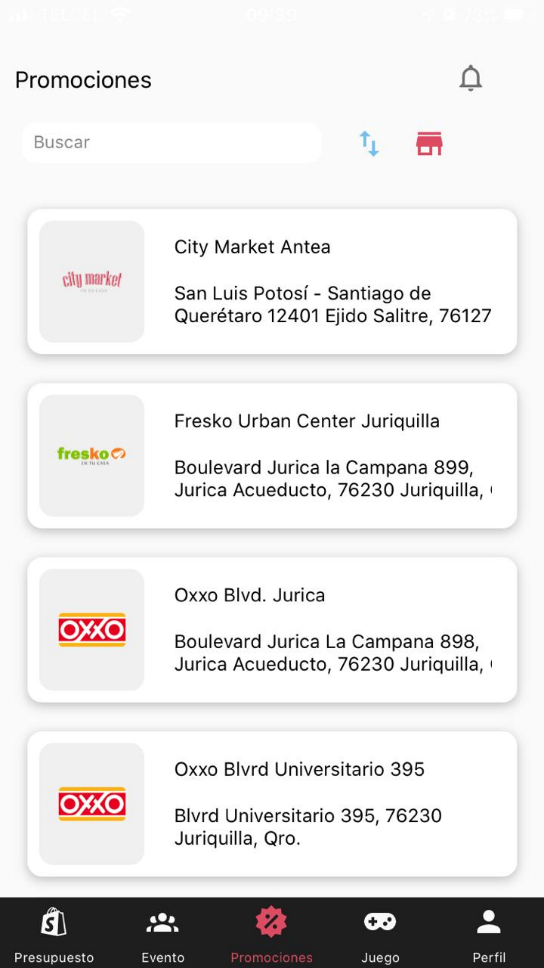 Promociones
Buscar
city market
City Market Antea
San Luis Potosí - Santiago de
Querétaro 12401 Ejido Salitre, 76127
fresko
EN TU CASA
Fresko Urban Center Juriquilla
Boulevard Jurica la Campana 899,
Jurica Acueducto, 76230 Juriquilla,
OXXO
Oxxo Blvd. Jurica
Boulevard Jurica La Campana 898,
Jurica Acueducto, 76230 Juriquilla,
OXXO
Oxxo Blvrd Universitario 395
Blvrd Universitario 395, 76230
Juriquilla, Qro.
Presupuesto
Evento
Promociones
Juego
Perfil